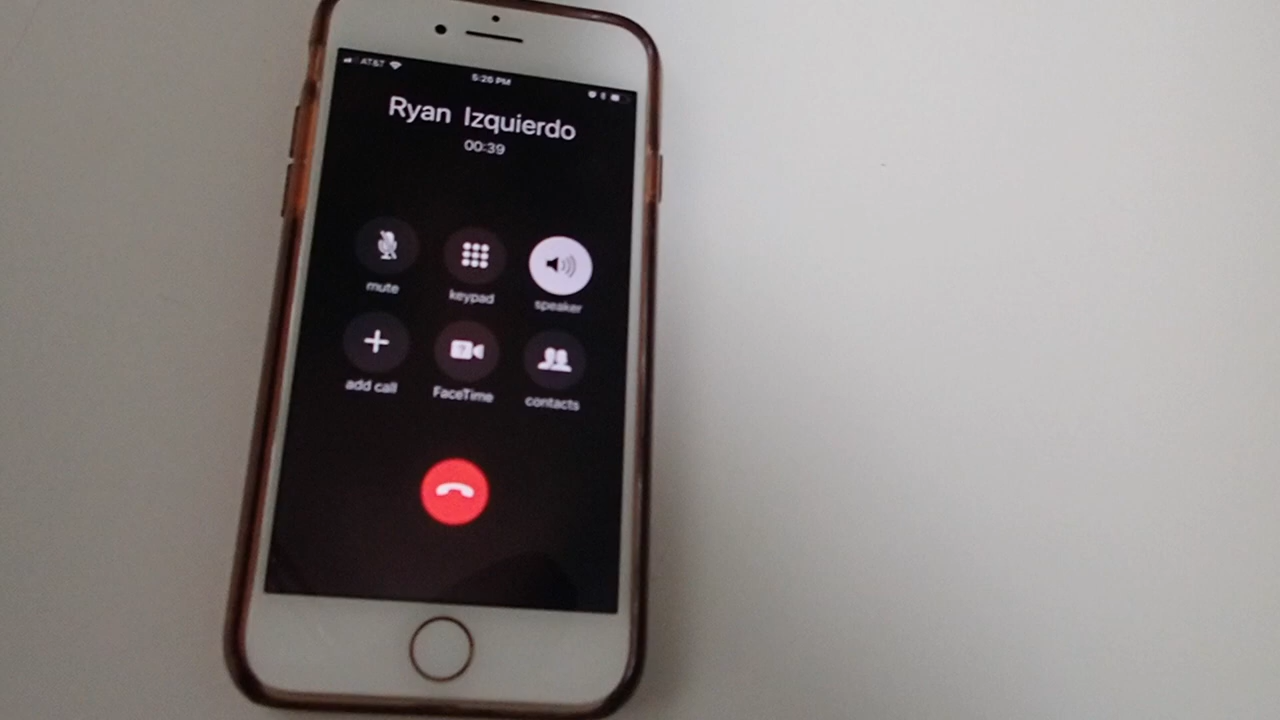 AT&T 5:26 PM
Ryan Izquierdo
00:39
mute keypad speaker
add call FaceTime contacts